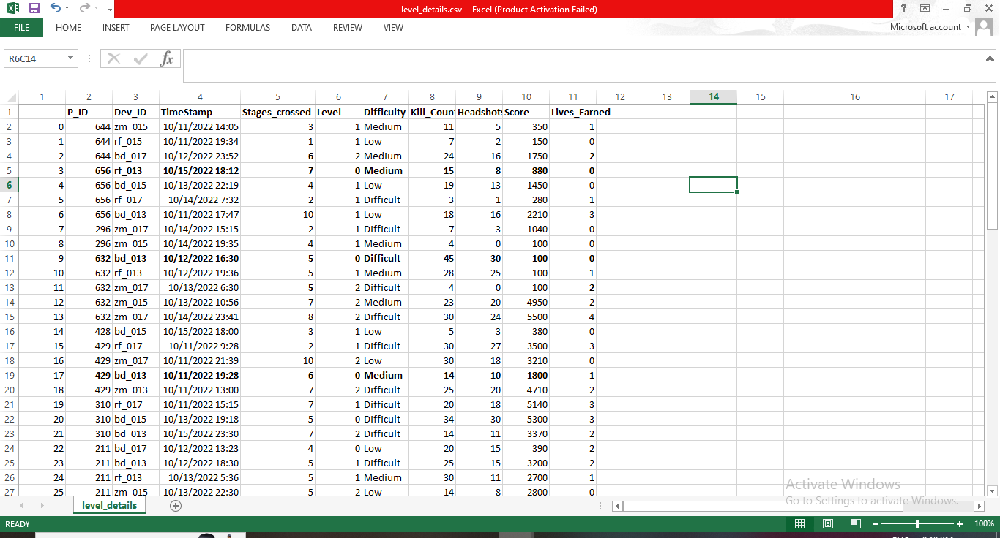 level_details.csv - Excel (Product Activation Failed)
FILE HOME INSERT PAGE LAYOUT FORMULAS DATA REVIEW VIEW Microsoft account
R6C14 fx
1 2 3 4 5 6 7 8 9 10 11 12 13 14 15 16 17
1 P_ID Dev_ID TimeStamp Stages_crossed Level Difficulty Kill_Count Headshots Score Lives_Earned
2 0 644 zm_015 10/11/2022 14:05 3 1 Medium 11 5 350 1
3 1 644 rf_015 10/11/2022 19:34 1 1 Low 7 2 150 0
4 2 644 bd_017 10/12/2022 23:52 6 2 Medium 24 16 1750 2
5 3 656 rf_013 10/15/2022 18:12 7 0 Medium 15 8 880 0
6 4 656 bd_015 10/13/2022 22:19 4 1 Low 19 13 1450 0
7 5 656 rf_017 10/14/2022 7:32 2 1 Difficult 3 1 280 1
8 6 656 bd_013 10/11/2022 17:47 10 1 Low 18 16 2210 3
9 7 296 zm_017 10/14/2022 15:15 2 1 Difficult 7 3 1040 0
10 8 296 zm_015 10/14/2022 19:35 4 1 Medium 4 0 100 0
11 9 632 bd_013 10/12/2022 16:30 5 0 Difficult 45 30 100 0
12 10 632 rf_013 10/12/2022 19:36 5 1 Medium 28 25 100 1
13 11 632 zm_017 10/13/2022 6:30 5 2 Difficult 4 0 100 2
14 12 632 zm_015 10/13/2022 10:56 7 2 Medium 23 20 4950 2
15 13 632 zm_017 10/14/2022 23:41 8 2 Difficult 30 24 5500 4
16 14 428 bd_015 10/15/2022 18:00 3 1 Low 5 3 380 0
17 15 429 rf_017 10/11/2022 9:28 2 1 Difficult 30 27 3500 3
18 16 429 zm_017 10/11/2022 21:39 10 2 Low 30 18 3210 0
19 17 429 bd_013 10/11/2022 19:28 6 0 Medium 14 10 1800 1
20 18 429 zm_013 10/11/2022 13:00 7 2 Difficult 25 20 4710 2
21 19 310 rf_017 10/11/2022 15:15 7 1 Difficult 20 18 5140 3
22 20 310 bd_015 10/13/2022 19:18 5 0 Difficult 34 30 5300 3
23 21 310 bd_013 10/15/2022 23:30 7 2 Difficult 14 11 3370 2
24 22 211 bd_017 10/12/2022 13:23 4 0 Low 20 15 390 2
25 23 211 bd_013 10/12/2022 18:30 5 1 Difficult 25 15 3200 2
26 24 211 rf_013 10/13/2022 5:36 5 1 Medium 30 11 2700 1
27 25 211 zm_015 10/13/2022 22:30 5 2 Low 14 8 2800 0
Activate Windows
Go to Settings to activate Windows.
level_details
READY 100%